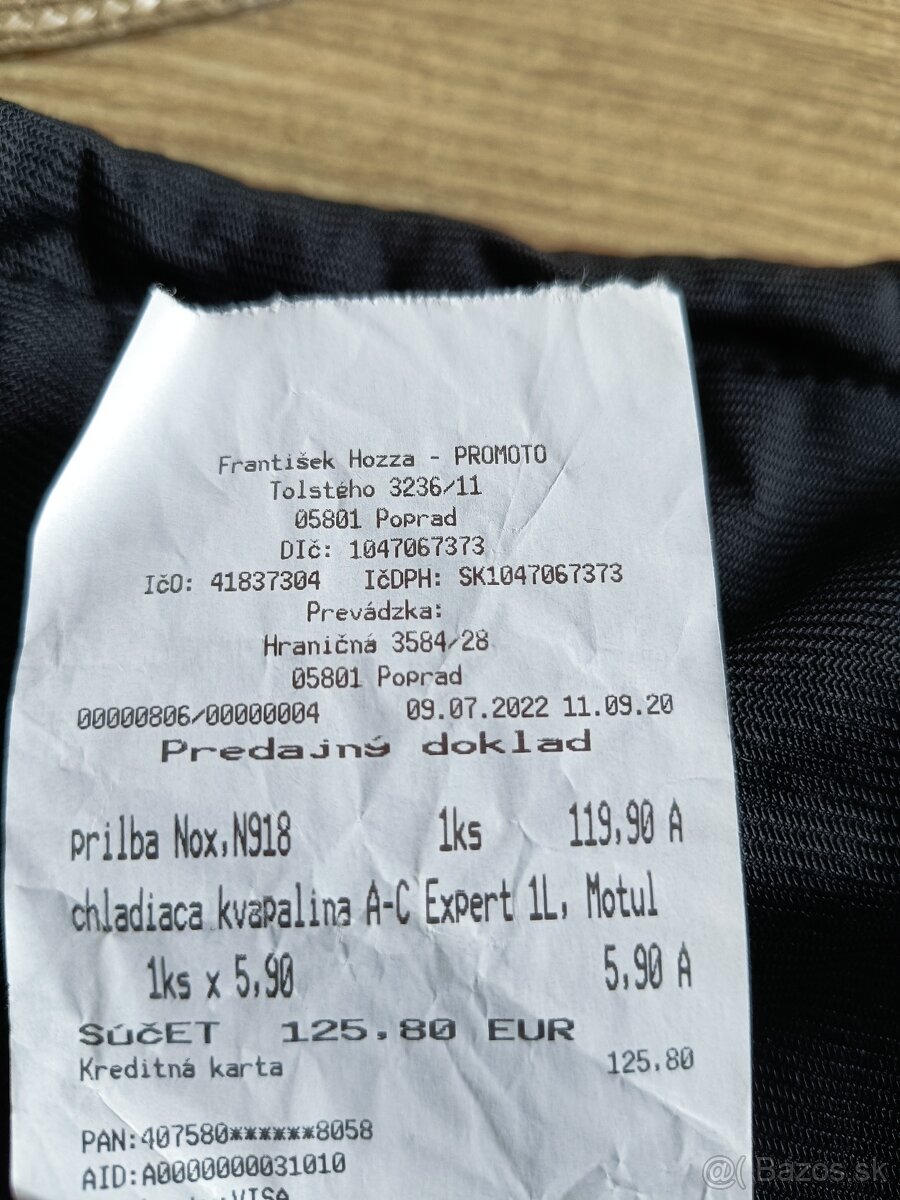 František Hozza - PROMOTO
Tolstého 3236/11
05801 Poprad
DIČ: 1047067373
IČO: 41837304 IČDPH: SK1047067373
Prevádzka:
Hraničná 3584/28
05801 Poprad
00000806/00000004 09.07.2022 11.09.20
Predajný doklad
prilba Nox,N918 1ks 119,90 A
chladiaca kvapalina A-C Expert 1L, Motul
1ks x 5,90 5,90 A
SÚČET 125.80 EUR
Kreditná karta 125.80
PAN:407580******8058
AID:A0000000031010
VISA
@Bazos.sk